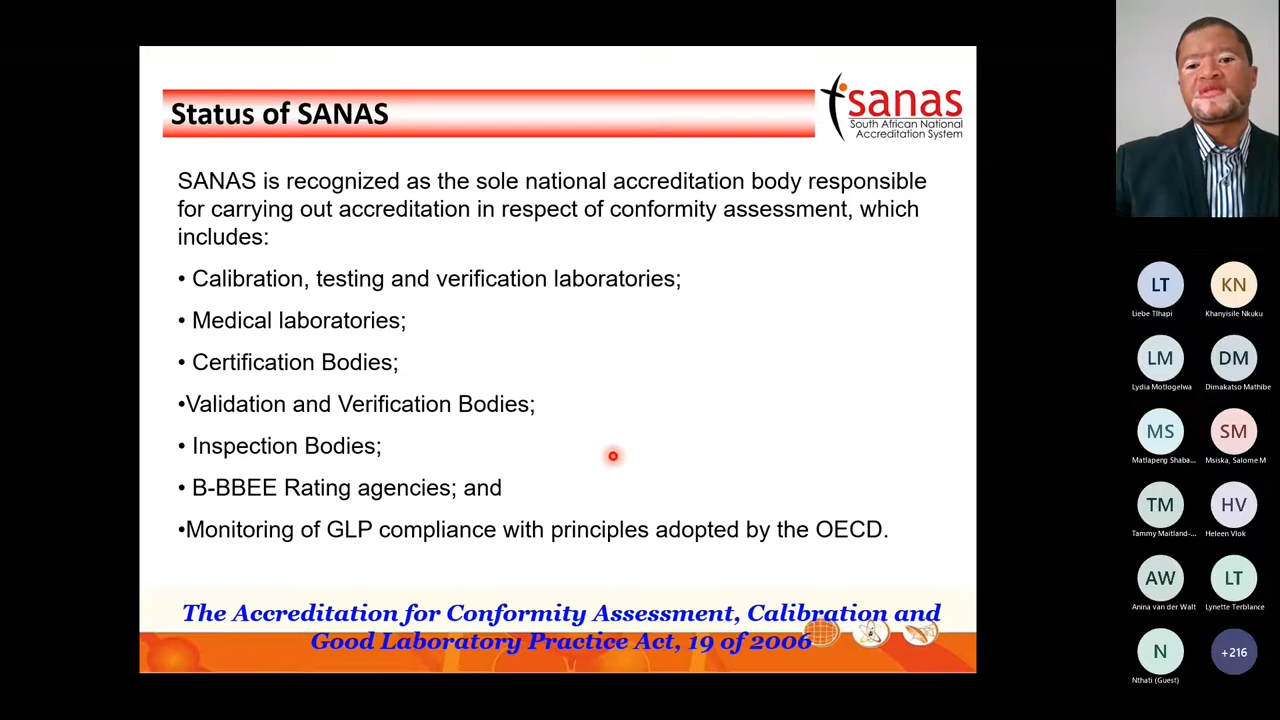 Status of SANAS
sanas
South African National
Accreditation System
SANAS is recognized as the sole national accreditation body responsible
for carrying out accreditation in respect of conformity assessment, which
includes:
• Calibration, testing and verification laboratories;
• Medical laboratories;
• Certification Bodies;
•Validation and Verification Bodies;
• Inspection Bodies;
• B-BBEE Rating agencies; and
•Monitoring of GLP compliance with principles adopted by the OECD.
The Accreditation for Conformity Assessment, Calibration and
Good Laboratory Practice Act, 19 of 2006
LT
KN
Liebe Tlhapi
Khanyisile Nkuku
LM
DM
Lydia Motlogelwa
Dimakatso Mathibe
MS
SM
Matlapeng Shaba...
Msiska, Salome M
TM
HV
Tammy Maitland-...
Heleen Vlok
AW
LT
Anina van der Walt
Lynette Terblance
N
+216
Nthati (Guest)